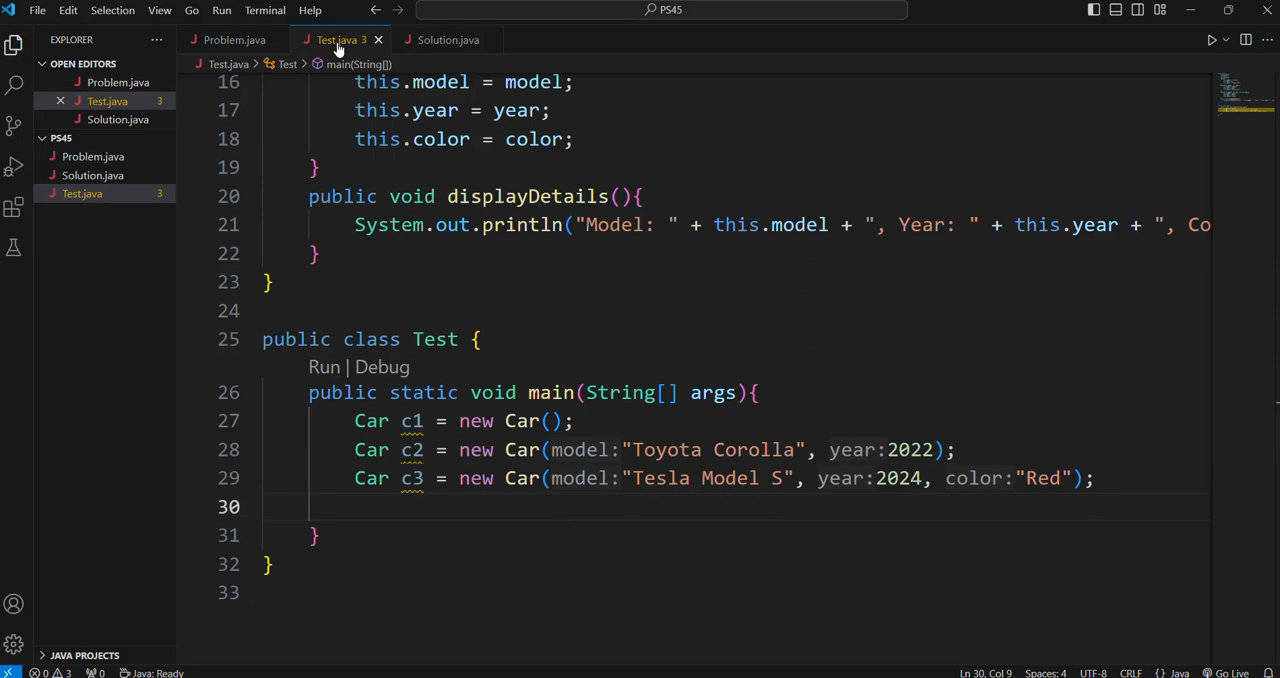 File Edit Selection View Go Run Terminal Help PS45
EXPLORER ···
OPEN EDITORS
Problem.java
Test.java 3
Solution.java
PS45
Problem.java
Solution.java
Test.java 3
JAVA PROJECTS
Problem.java Test.java 3 Solution.java
Test.java > Test > main(String[])
16 this.model = model;
17 this.year = year;
18 this.color = color;
19 }
20 public void displayDetails(){
21 System.out.println("Model: " + this.model + ", Year: " + this.year + ", Co
22 }
23 }
24
25 public class Test {
Run | Debug
26 public static void main(String[] args){
27 Car c1 = new Car();
28 Car c2 = new Car(model:"Toyota Corolla", year:2022);
29 Car c3 = new Car(model:"Tesla Model S", year:2024, color:"Red");
30
31 }
32 }
33
0 3 0 Java: Ready Ln 30, Col 9 Spaces: 4 UTF-8 CRLF {} Java Go Live